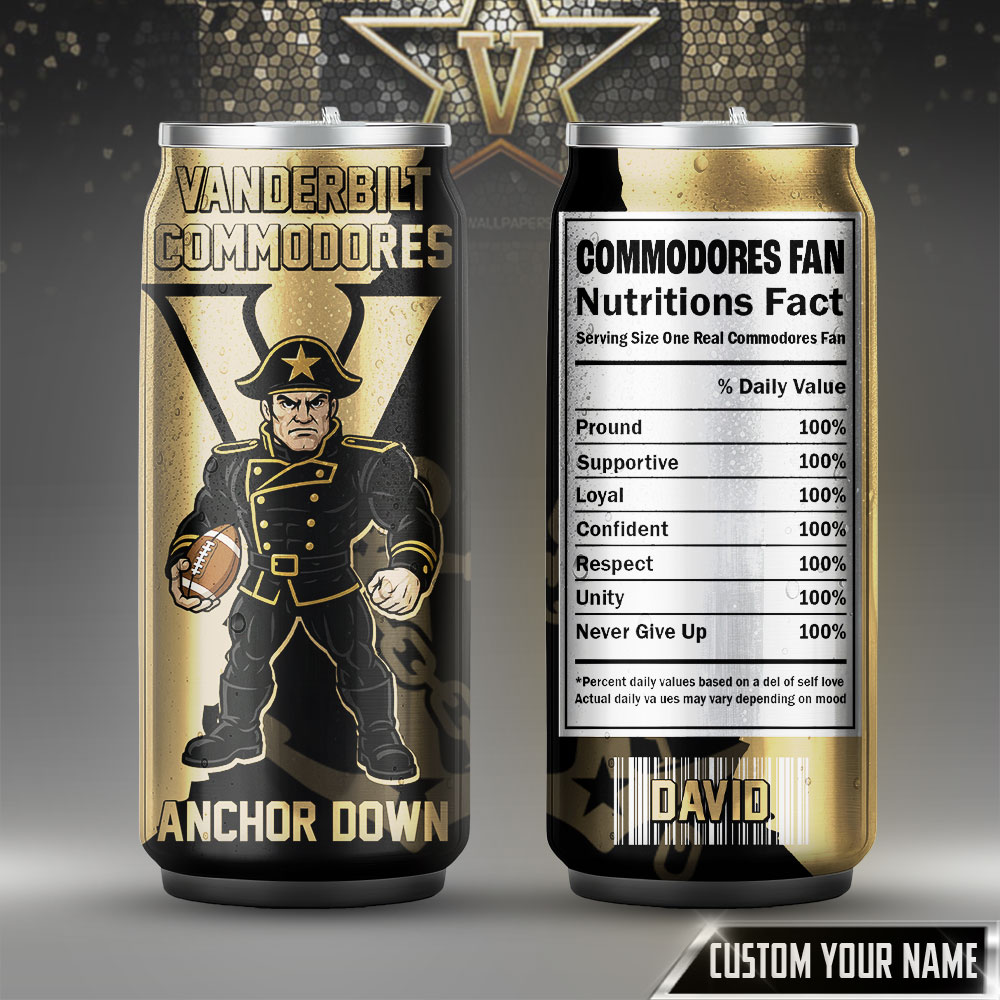 V
WALLPAPERS
VANDERBILT
COMMODORES
ANCHOR DOWN
COMMODORES FAN
Nutritions Fact
Serving Size One Real Commodores Fan
% Daily Value
Pround 100%
Supportive 100%
Loyal 100%
Confident 100%
Respect 100%
Unity 100%
Never Give Up 100%
*Percent daily values based on a del of self love
Actual daily va ues may vary depending on mood
DAVID
CUSTOM YOUR NAME